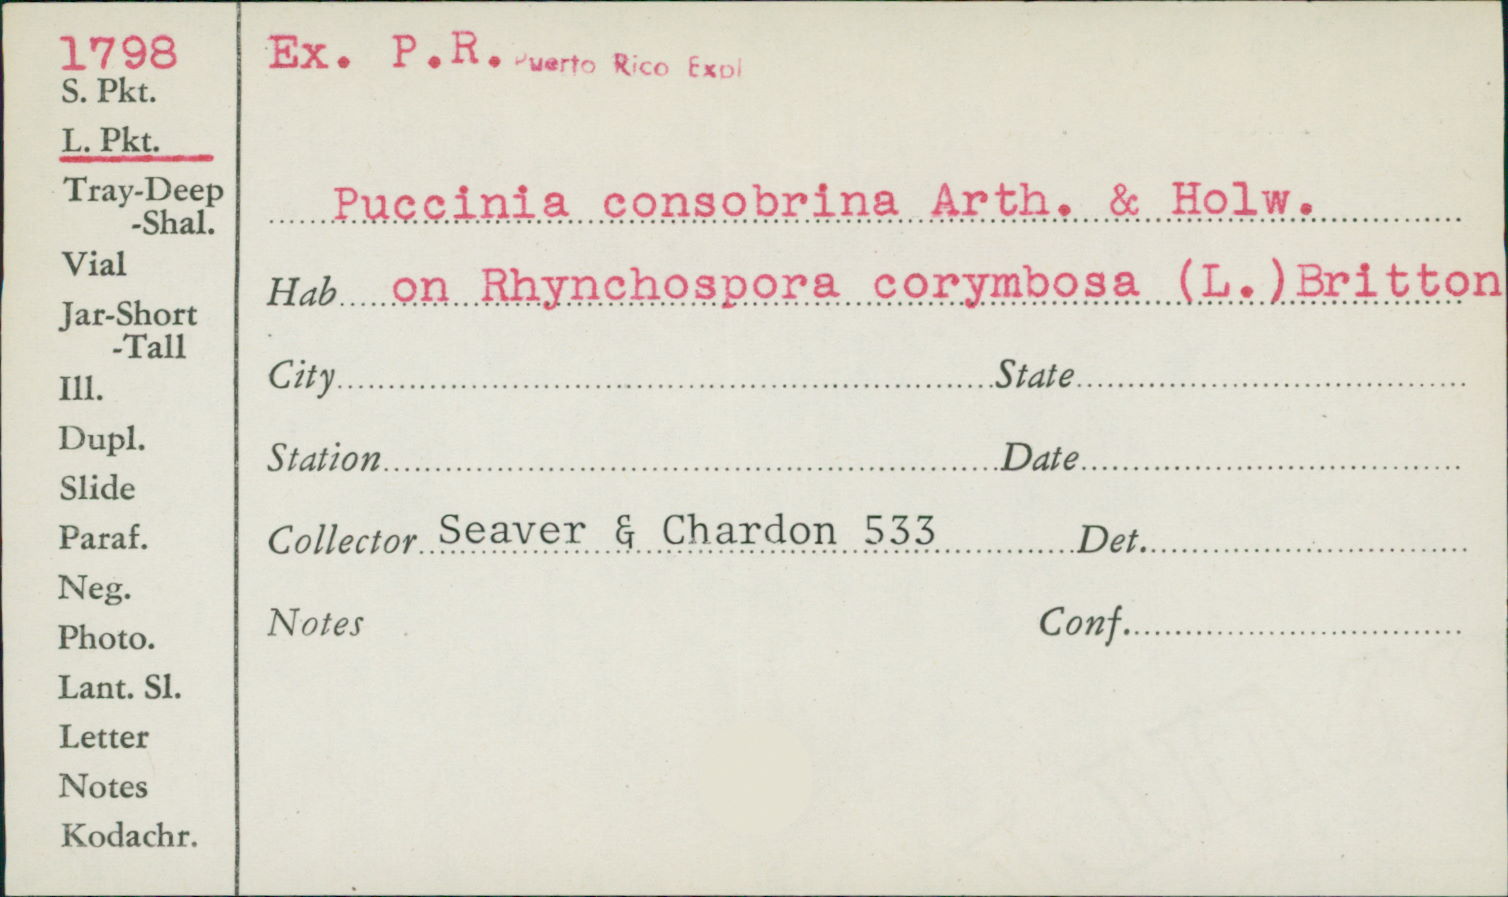 1798
Ex. P.R. Puerto Rico Expl
S. Pkt.
L. Pkt.
Tray-Deep
-Shal.
Puccinia consobrina Arth. & Holw.
Vial
Hab on Rhynchospora corymbosa (L.)Britton
Jar-Short
-Tall
City State
Ill.
Dupl.
Station Date
Slide
Paraf.
Collector Seaver & Chardon 533 Det.
Neg.
Notes Conf.
Photo.
Lant. Sl.
Letter
Notes
Kodachr.